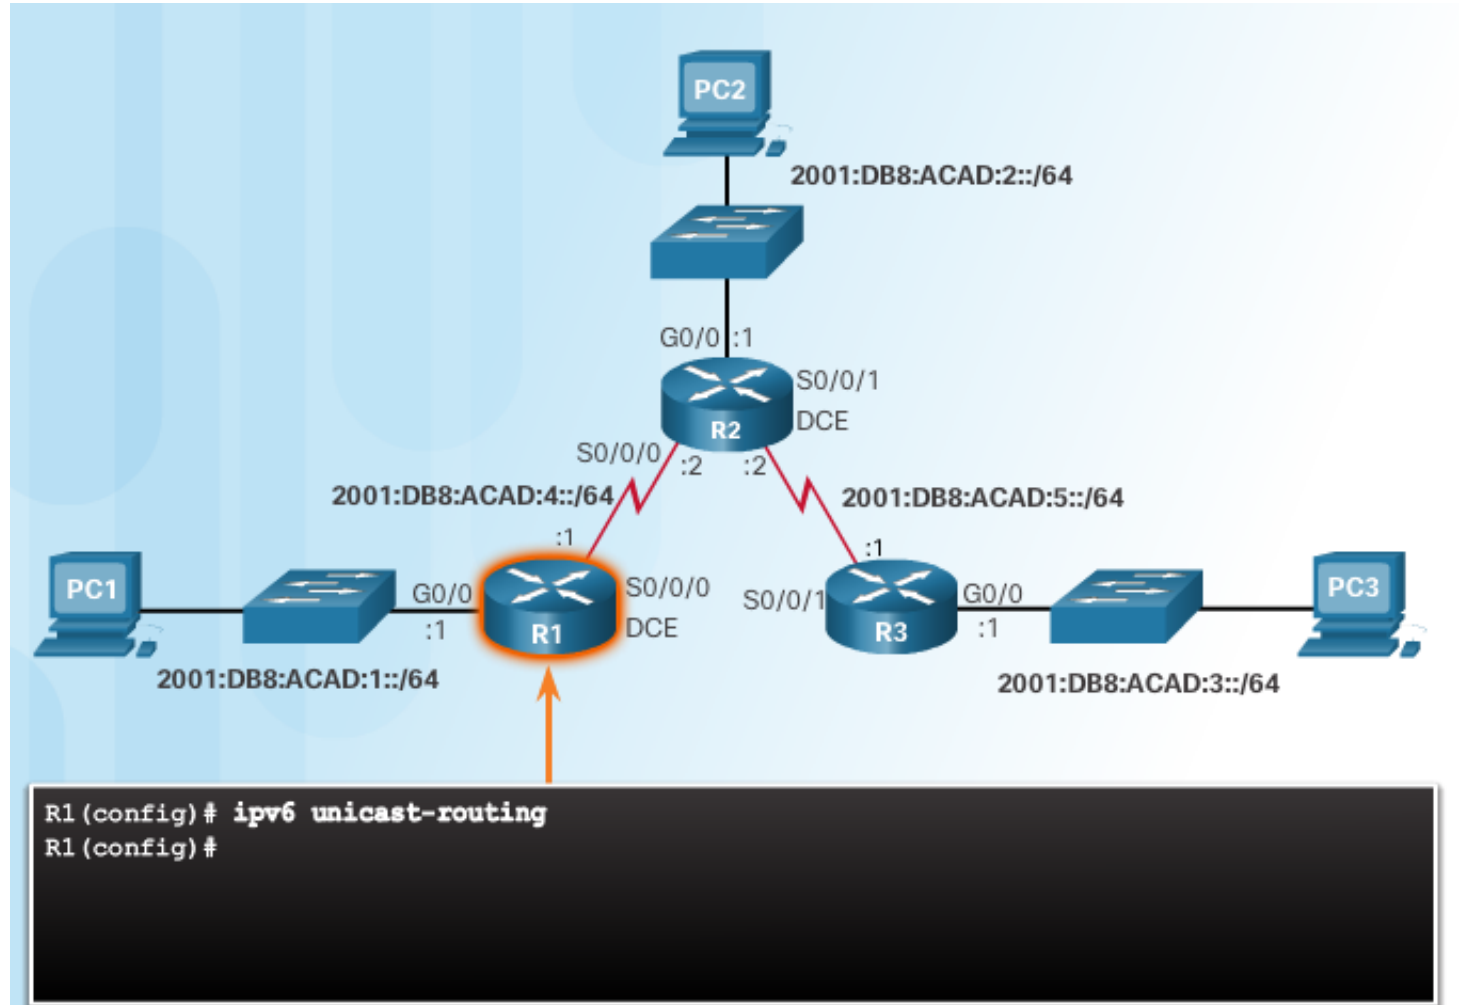 PC2
2001:DB8:ACAD:2::/64
G0/0 :1
S0/0/1
DCE
R2
S0/0/0 :2 :2
2001:DB8:ACAD:4::/64
2001:DB8:ACAD:5::/64
:1
:1
PC1
G0/0
:1
S0/0/0
DCE
R1
S0/0/1
R3
G0/0
:1
PC3
2001:DB8:ACAD:1::/64
2001:DB8:ACAD:3::/64
R1(config)# ipv6 unicast-routing
R1(config)#